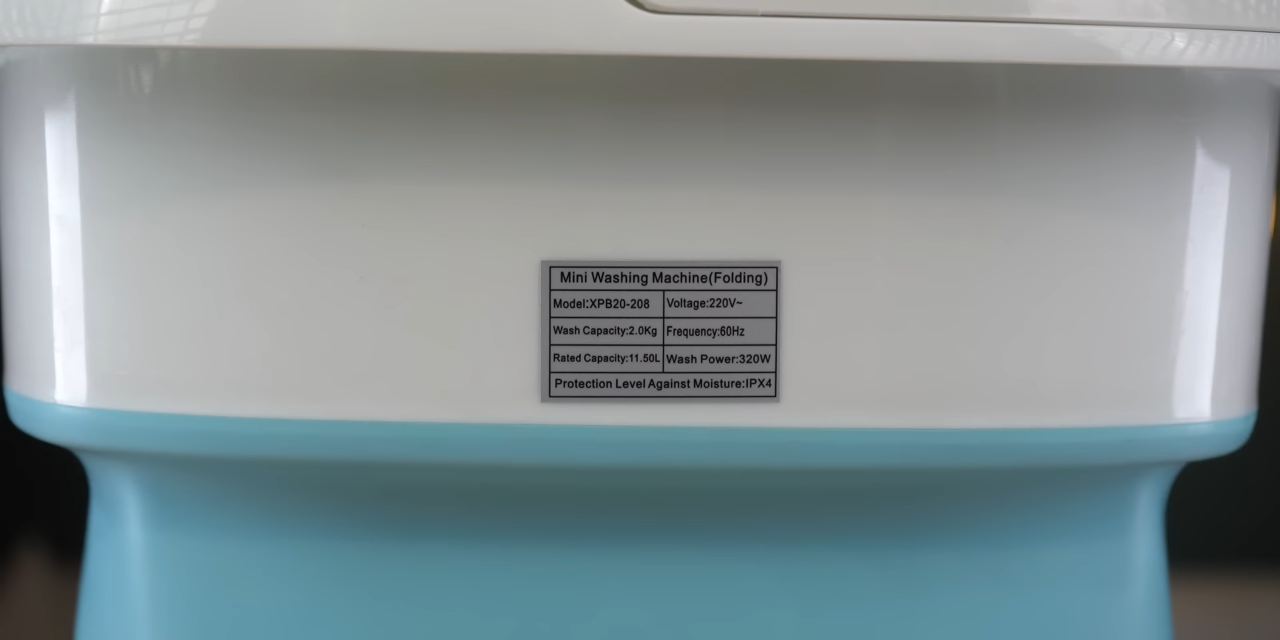 Mini Washing Machine(Folding)
Model:XPB20-208 Voltage:220V~
Wash Capacity:2.0Kg Frequency:60Hz
Rated Capacity:11.50L Wash Power:320W
Protection Level Against Moisture:IPX4